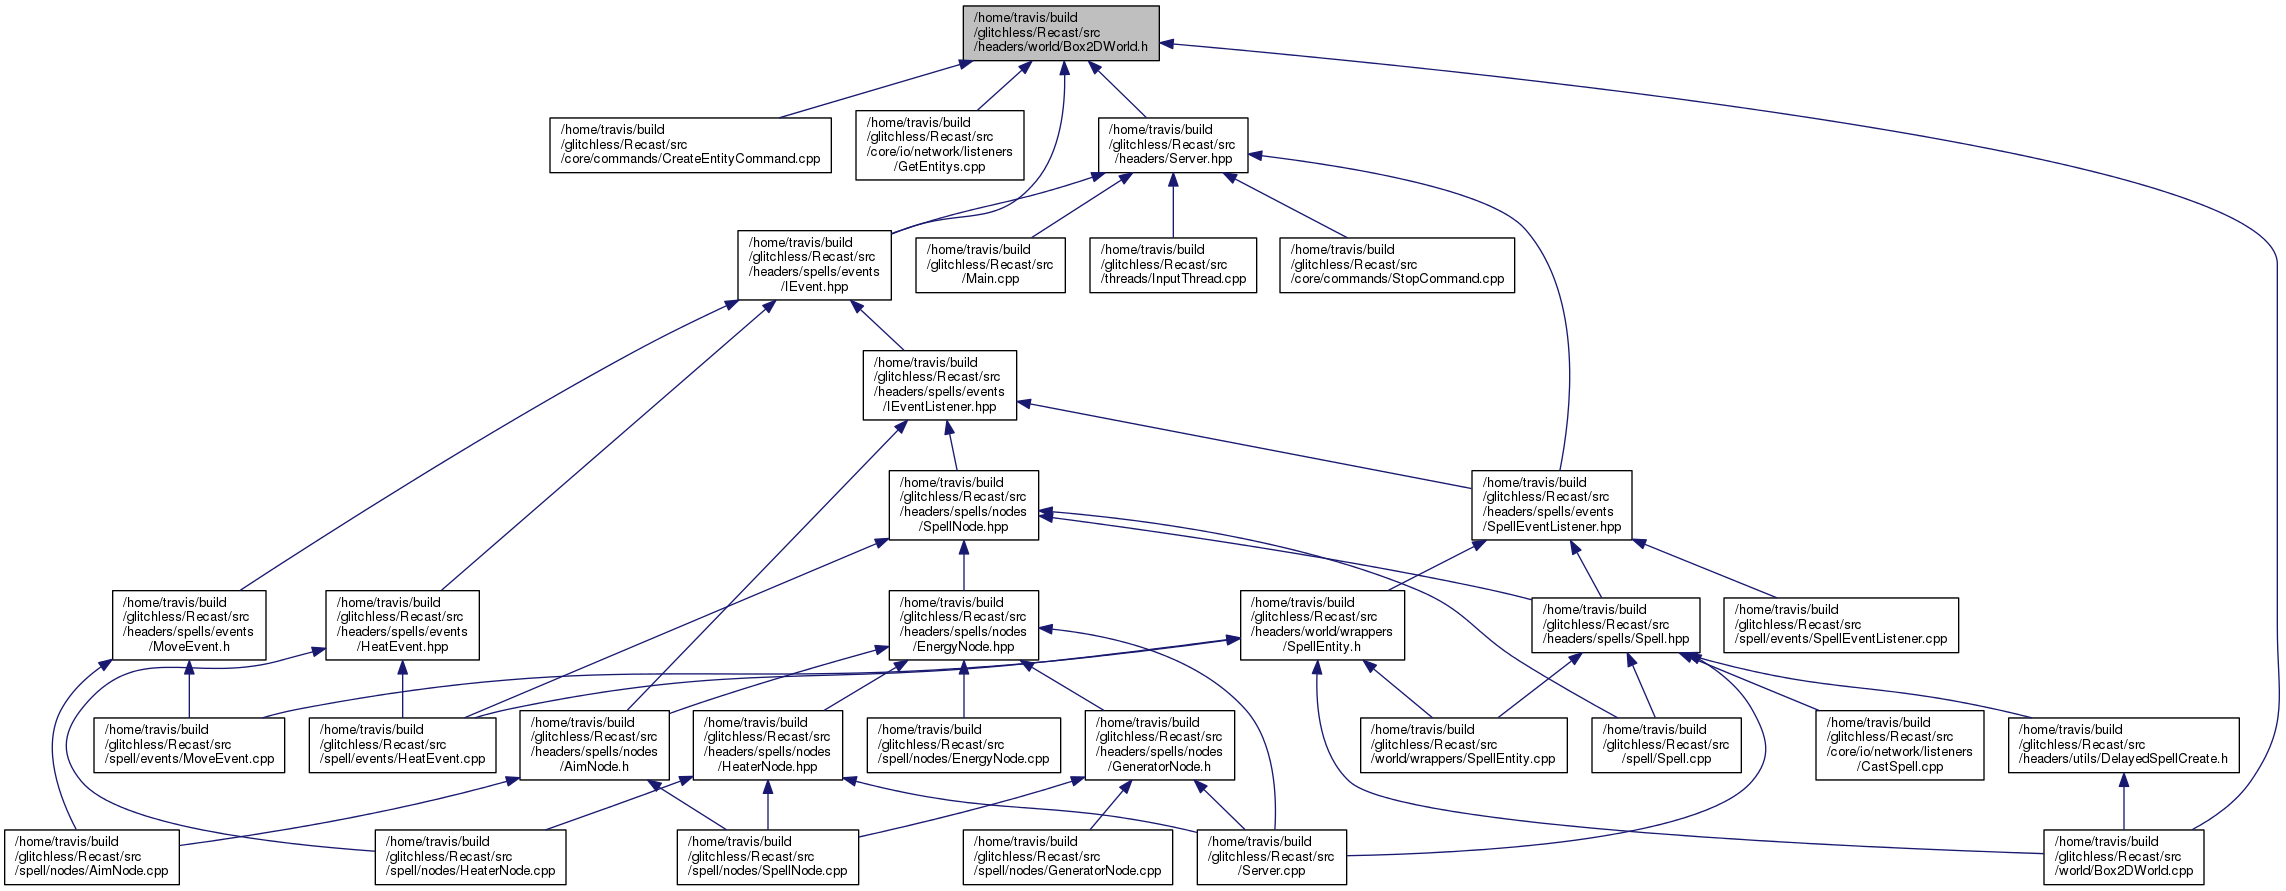 /home/travis/build
/glitchless/Recast/src
/headers/world/Box2DWorld.h
/home/travis/build
/glitchless/Recast/src
/core/commands/CreateEntityCommand.cpp
/home/travis/build
/glitchless/Recast/src
/core/io/network/listeners
/GetEntitys.cpp
/home/travis/build
/glitchless/Recast/src
/headers/Server.hpp
/home/travis/build
/glitchless/Recast/src
/headers/spells/events
/IEvent.hpp
/home/travis/build
/glitchless/Recast/src
/Main.cpp
/home/travis/build
/glitchless/Recast/src
/threads/InputThread.cpp
/home/travis/build
/glitchless/Recast/src
/core/commands/StopCommand.cpp
/home/travis/build
/glitchless/Recast/src
/headers/spells/events
/IEventListener.hpp
/home/travis/build
/glitchless/Recast/src
/headers/spells/nodes
/SpellNode.hpp
/home/travis/build
/glitchless/Recast/src
/headers/spells/events
/SpellEventListener.hpp
/home/travis/build
/glitchless/Recast/src
/headers/spells/events
/MoveEvent.h
/home/travis/build
/glitchless/Recast/src
/headers/spells/events
/HeatEvent.hpp
/home/travis/build
/glitchless/Recast/src
/headers/spells/nodes
/EnergyNode.hpp
/home/travis/build
/glitchless/Recast/src
/headers/world/wrappers
/SpellEntity.h
/home/travis/build
/glitchless/Recast/src
/headers/spells/Spell.hpp
/home/travis/build
/glitchless/Recast/src
/spell/events/SpellEventListener.cpp
/home/travis/build
/glitchless/Recast/src
/spell/events/MoveEvent.cpp
/home/travis/build
/glitchless/Recast/src
/spell/events/HeatEvent.cpp
/home/travis/build
/glitchless/Recast/src
/headers/spells/nodes
/AimNode.h
/home/travis/build
/glitchless/Recast/src
/headers/spells/nodes
/HeaterNode.hpp
/home/travis/build
/glitchless/Recast/src
/spell/nodes/EnergyNode.cpp
/home/travis/build
/glitchless/Recast/src
/headers/spells/nodes
/GeneratorNode.h
/home/travis/build
/glitchless/Recast/src
/world/wrappers/SpellEntity.cpp
/home/travis/build
/glitchless/Recast/src
/spell/Spell.cpp
/home/travis/build
/glitchless/Recast/src
/core/io/network/listeners
/CastSpell.cpp
/home/travis/build
/glitchless/Recast/src
/headers/utils/DelayedSpellCreate.h
/home/travis/build
/glitchless/Recast/src
/spell/nodes/AimNode.cpp
/home/travis/build
/glitchless/Recast/src
/spell/nodes/HeaterNode.cpp
/home/travis/build
/glitchless/Recast/src
/spell/nodes/SpellNode.cpp
/home/travis/build
/glitchless/Recast/src
/spell/nodes/GeneratorNode.cpp
/home/travis/build
/glitchless/Recast/src
/Server.cpp
/home/travis/build
/glitchless/Recast/src
/world/Box2DWorld.cpp